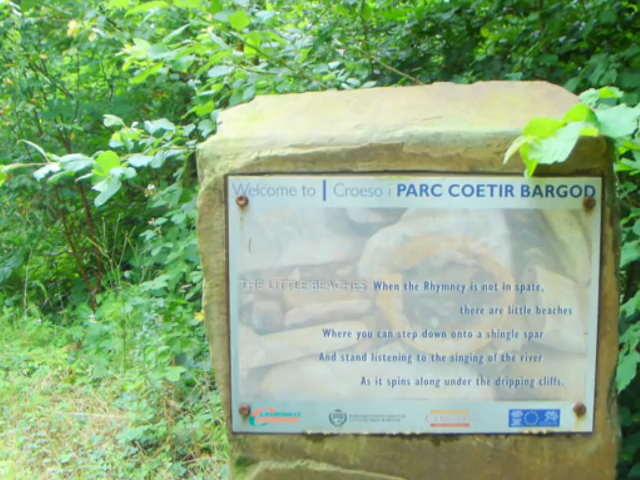 Welcome to | Croeso i PARC COETIR BARGOD
THE LITTLE BEACHES When the Rhymney is not in spate,
there are little beaches
Where you can step down onto a shingle spar
And stand listening to the singing of the river
As it spins along under the dripping cliffs.